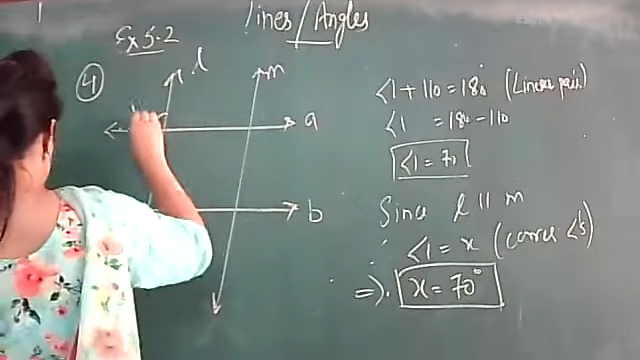 Lines / Angles
Ex 5.2
4
l
m
a
b
<1 + 110 = 180 (Linear pair)
<1 = 180 - 110
<1 = 70
Since l || m
∴ <1 = x (corres <'s)
⇒ x = 70°